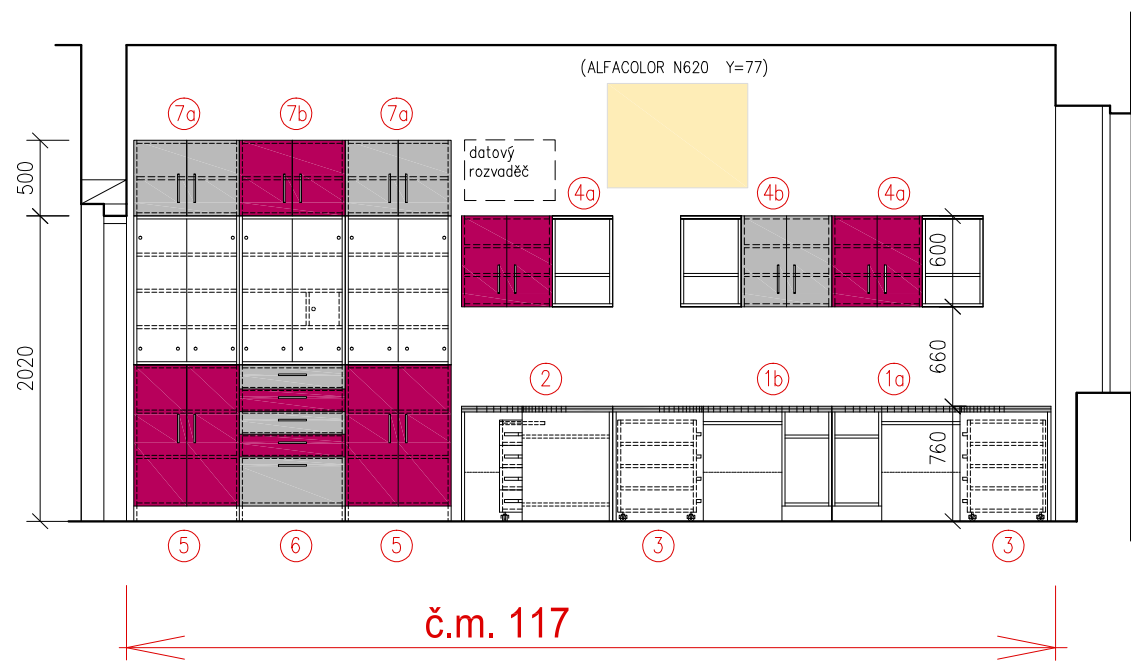 (ALFACOLOR N620 Y=77)
7a
7b
7a
datový
rozvaděč
500
4a
4b
4a
600
2020
660
2
1b
1a
760
5
6
5
3
3
č.m. 117